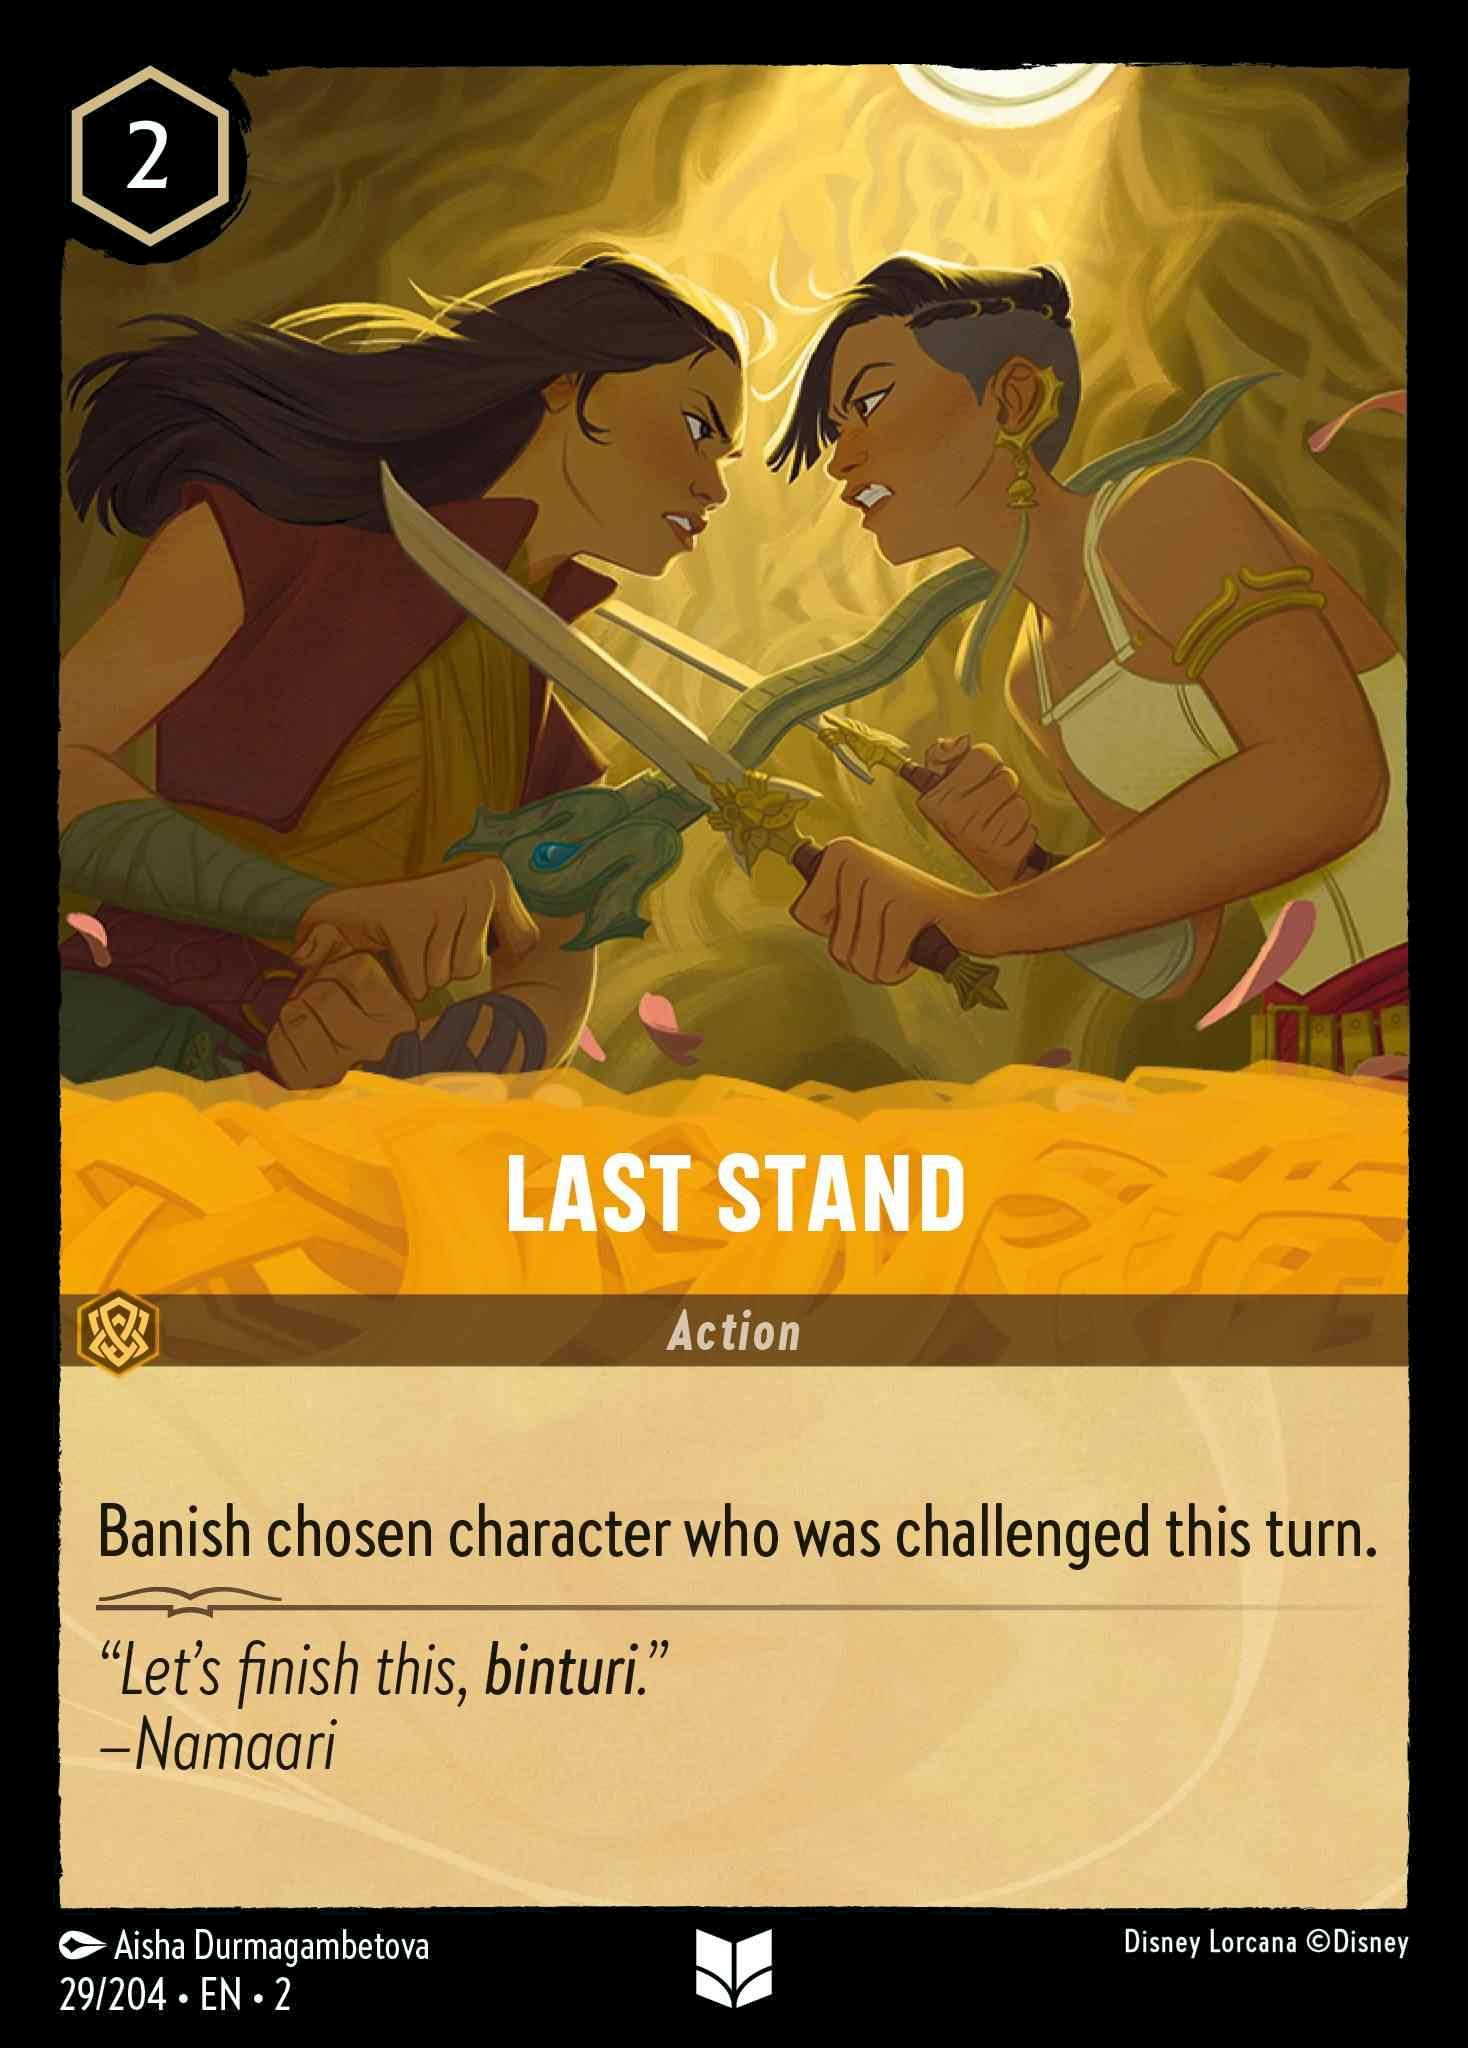 2
LAST STAND
Action
Banish chosen character who was challenged this turn.
“Let’s finish this, binturi.”
–Namaari
Aisha Durmagambetova
29/204 • EN • 2
Disney Lorcana ©Disney